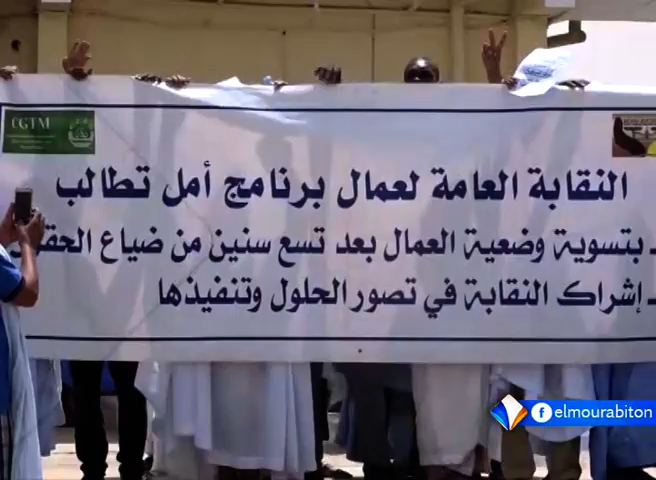 CGTM
النقابة العامة لعمال برنامج أمل تطالب
ـ بتسوية وضعية العمال بعد تسع سنين من ضياع الحقوق
ـ إشراك النقابة في تصور الحلول وتنفيذها
elmourabiton